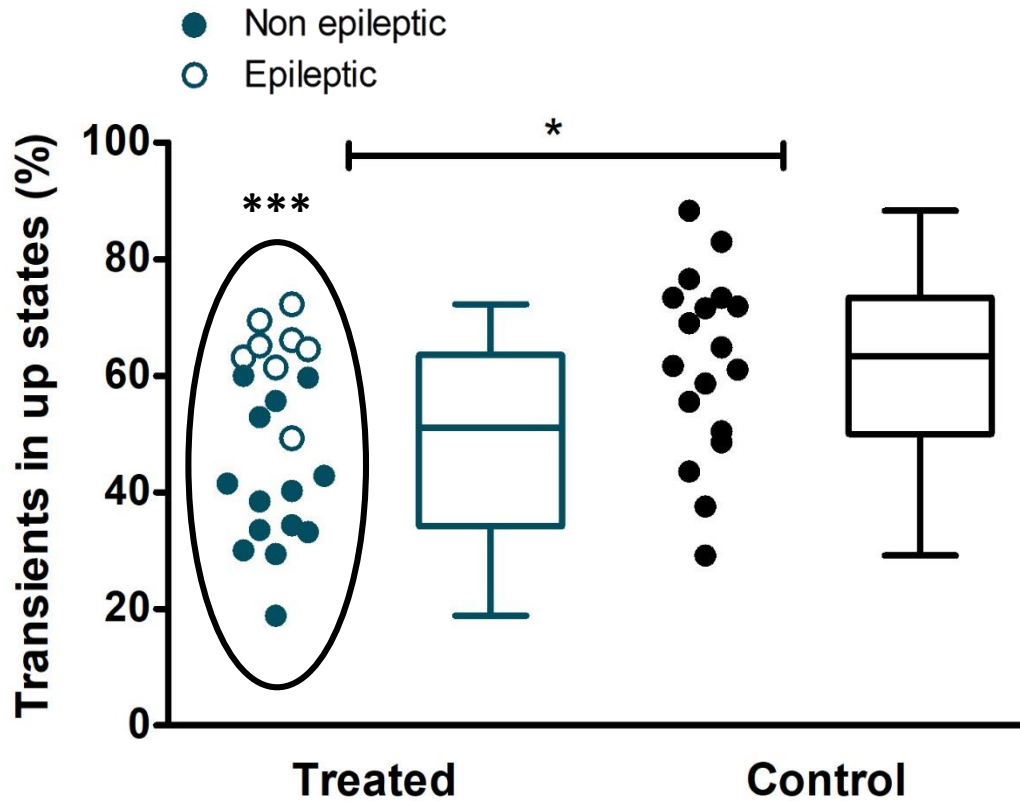 Non epileptic
Epileptic
Transients in up states (%)
100
80
60
40
20
0
*
***
Treated
Control